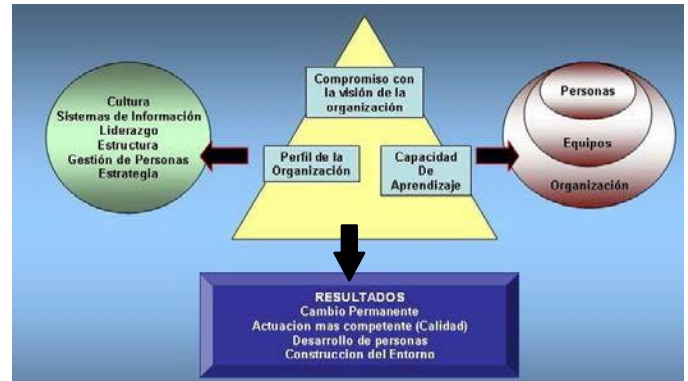 Compromiso con
la visión de la
organización
Cultura
Sistemas de Información
Liderazgo
Estructura
Gestión de Personas
Estrategia
Perfil de la
Organización
Capacidad
De
Aprendizaje
Personas
Equipos
Organización
RESULTADOS
Cambio Permanente
Actuacion mas competente (Calidad)
Desarrollo de personas
Construccion del Entorno